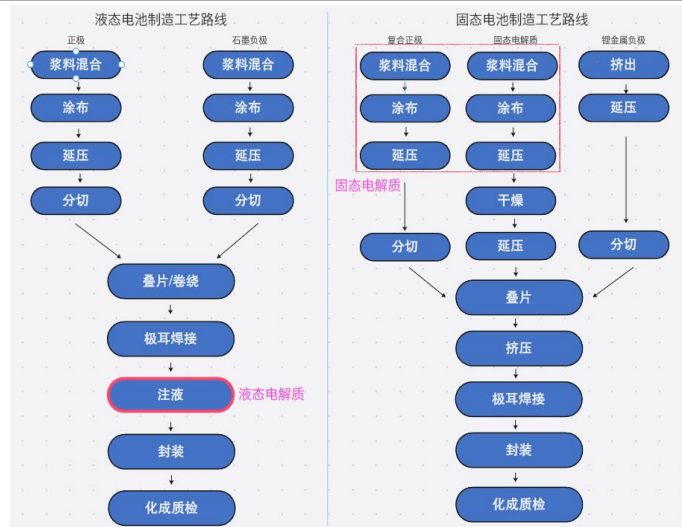 液态电池制造工艺路线
正极
石墨负极
浆料混合
浆料混合
涂布
涂布
延压
延压
分切
分切
叠片/卷绕
极耳焊接
注液
液态电解质
封装
化成质检
固态电池制造工艺路线
复合正极
固态电解质
锂金属负极
浆料混合
浆料混合
挤出
涂布
涂布
延压
延压
延压
固态电解质
干燥
分切
延压
分切
叠片
挤压
极耳焊接
封装
化成质检